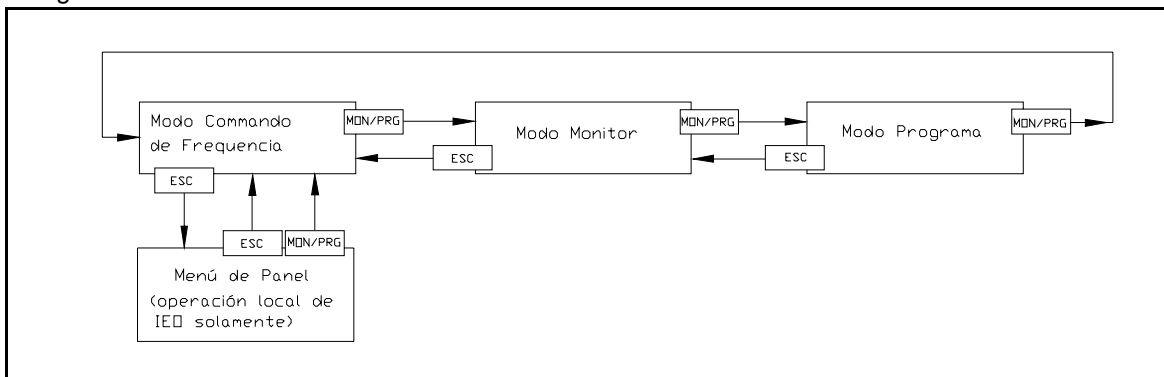 Modo Commando
de Frequencia
MON/PRG
Modo Monitor
MON/PRG
Modo Programa
MON/PRG
ESC
ESC
ESC
ESC
MON/PRG
Menú de Panel
(operación local de
IEO solamente)